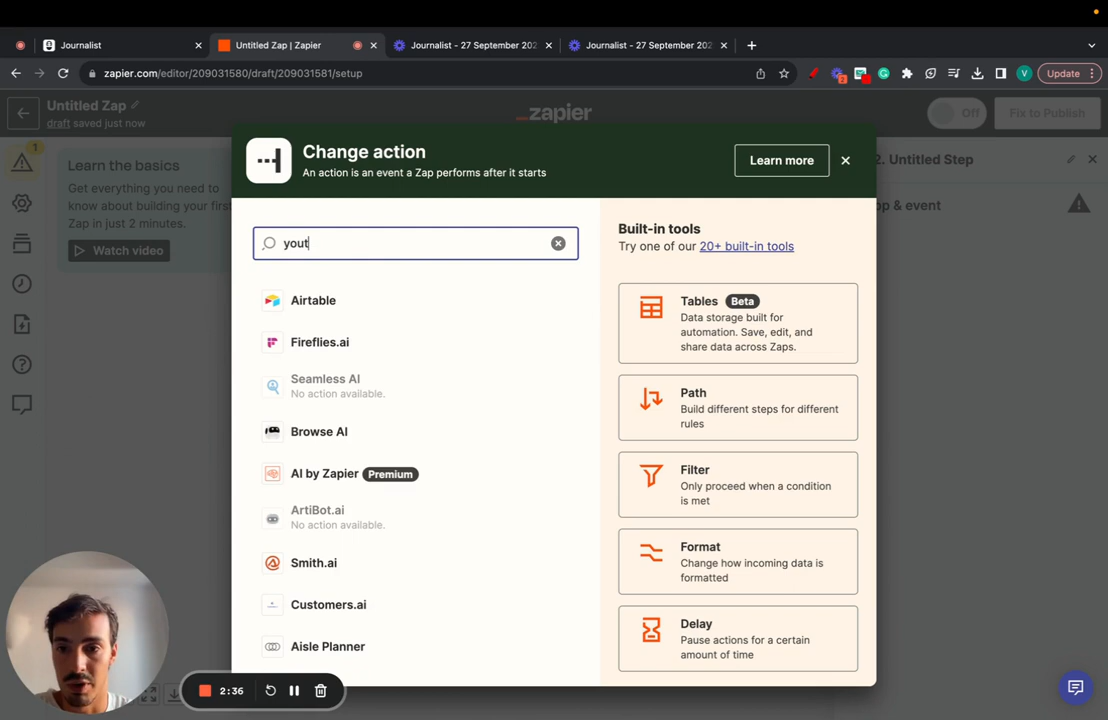 Journalist
Untitled Zap | Zapier
Journalist - 27 September 202
Journalist - 27 September 202
zapier.com/editor/209031580/draft/209031581/setup
2
V
Update
Untitled Zap
draft saved just now
zapier
Off
Fix to Publish
1
Learn the basics
Get everything you need to
know about building your first
Zap in just 2 minutes.
Watch video
Change action
An action is an event a Zap performs after it starts
Learn more
2. Untitled Step
p & event
yout
Airtable
Fireflies.ai
Seamless AI
No action available.
Browse AI
AI by Zapier Premium
ArtiBot.ai
No action available.
Smith.ai
Customers.ai
Aisle Planner
Built-in tools
Try one of our 20+ built-in tools
Tables Beta
Data storage built for
automation. Save, edit, and
share data across Zaps.
Path
Build different steps for different
rules
Filter
Only proceed when a condition
is met
Format
Change how incoming data is
formatted
Delay
Pause actions for a certain
amount of time
2:36